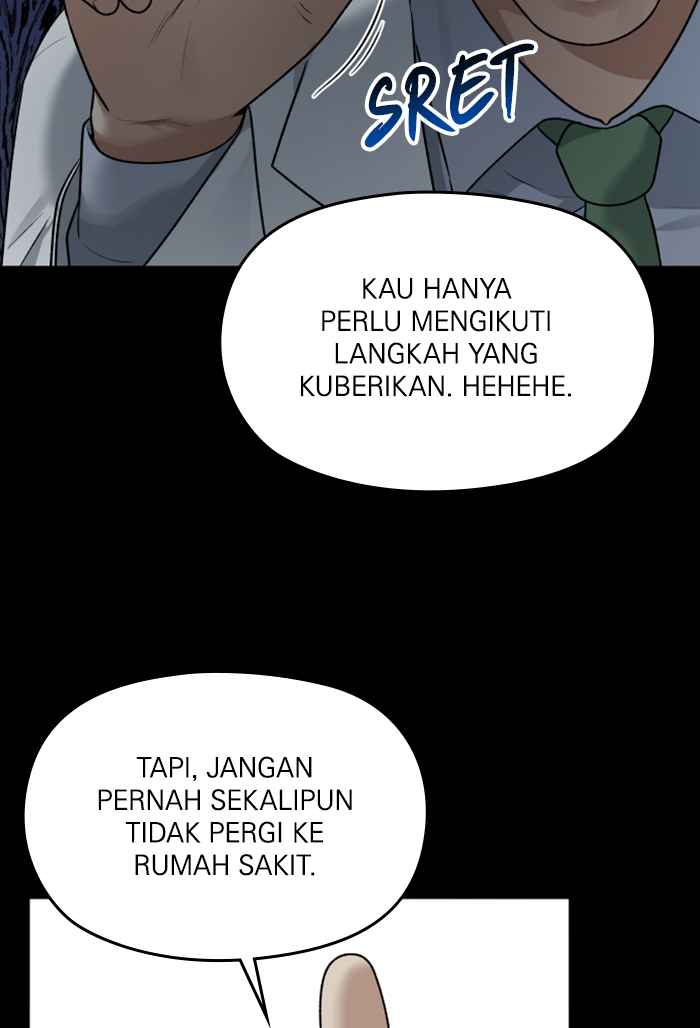 SRET
KAU HANYA
PERLU MENGIKUTI
LANGKAH YANG
KUBERIKAN. HEHEHE.
TAPI, JANGAN
PERNAH SEKALIPUN
TIDAK PERGI KE
RUMAH SAKIT.